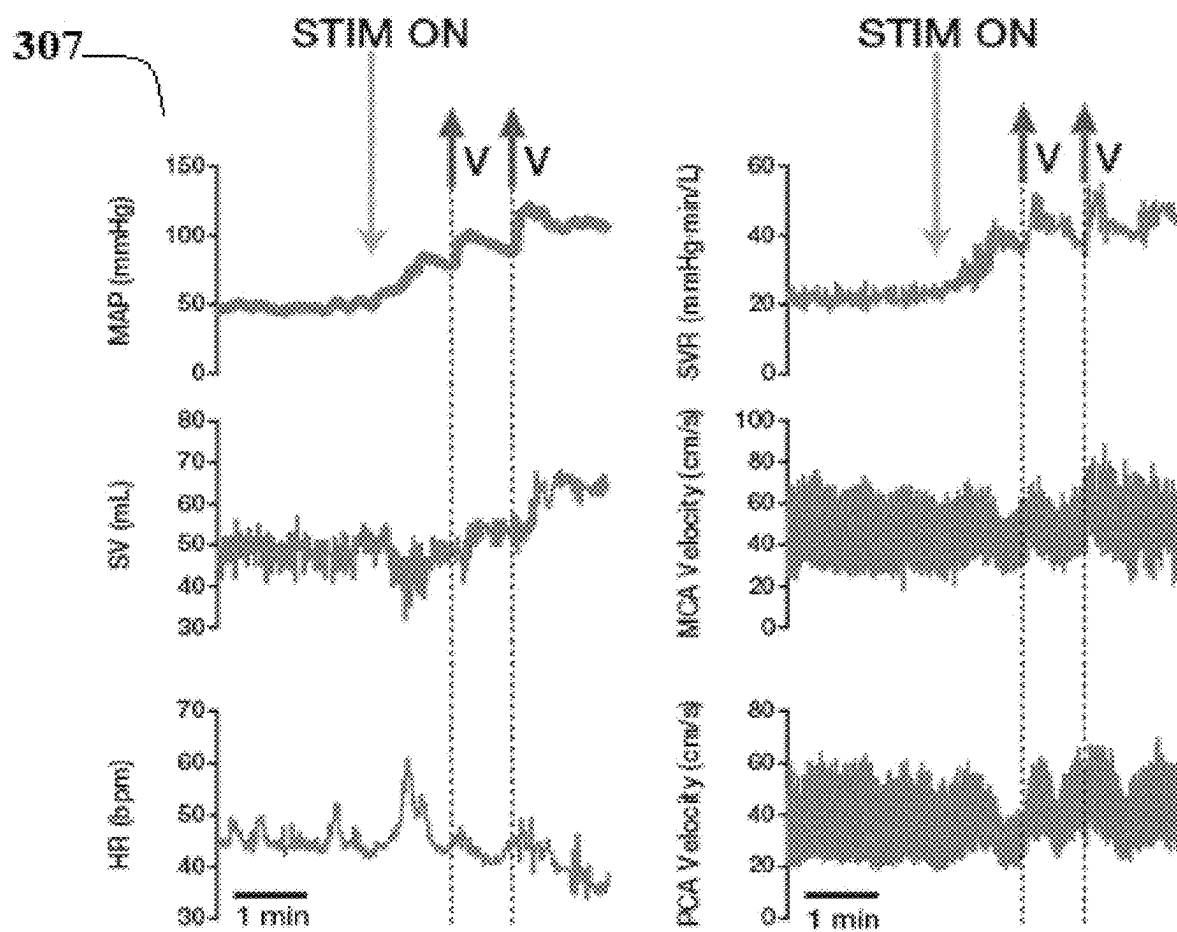 307
STIM ON
STIM ON
V V
V V
MAP (mmHg)
150
100
50
0
SVR (mmHg·min/L)
60
40
20
0
SV (mL)
80
70
60
50
40
30
MCA Velocity (cm/s)
100
80
60
40
20
0
HR (bpm)
70
60
50
40
30
1 min
PCA Velocity (cm/s)
80
60
40
20
0
1 min